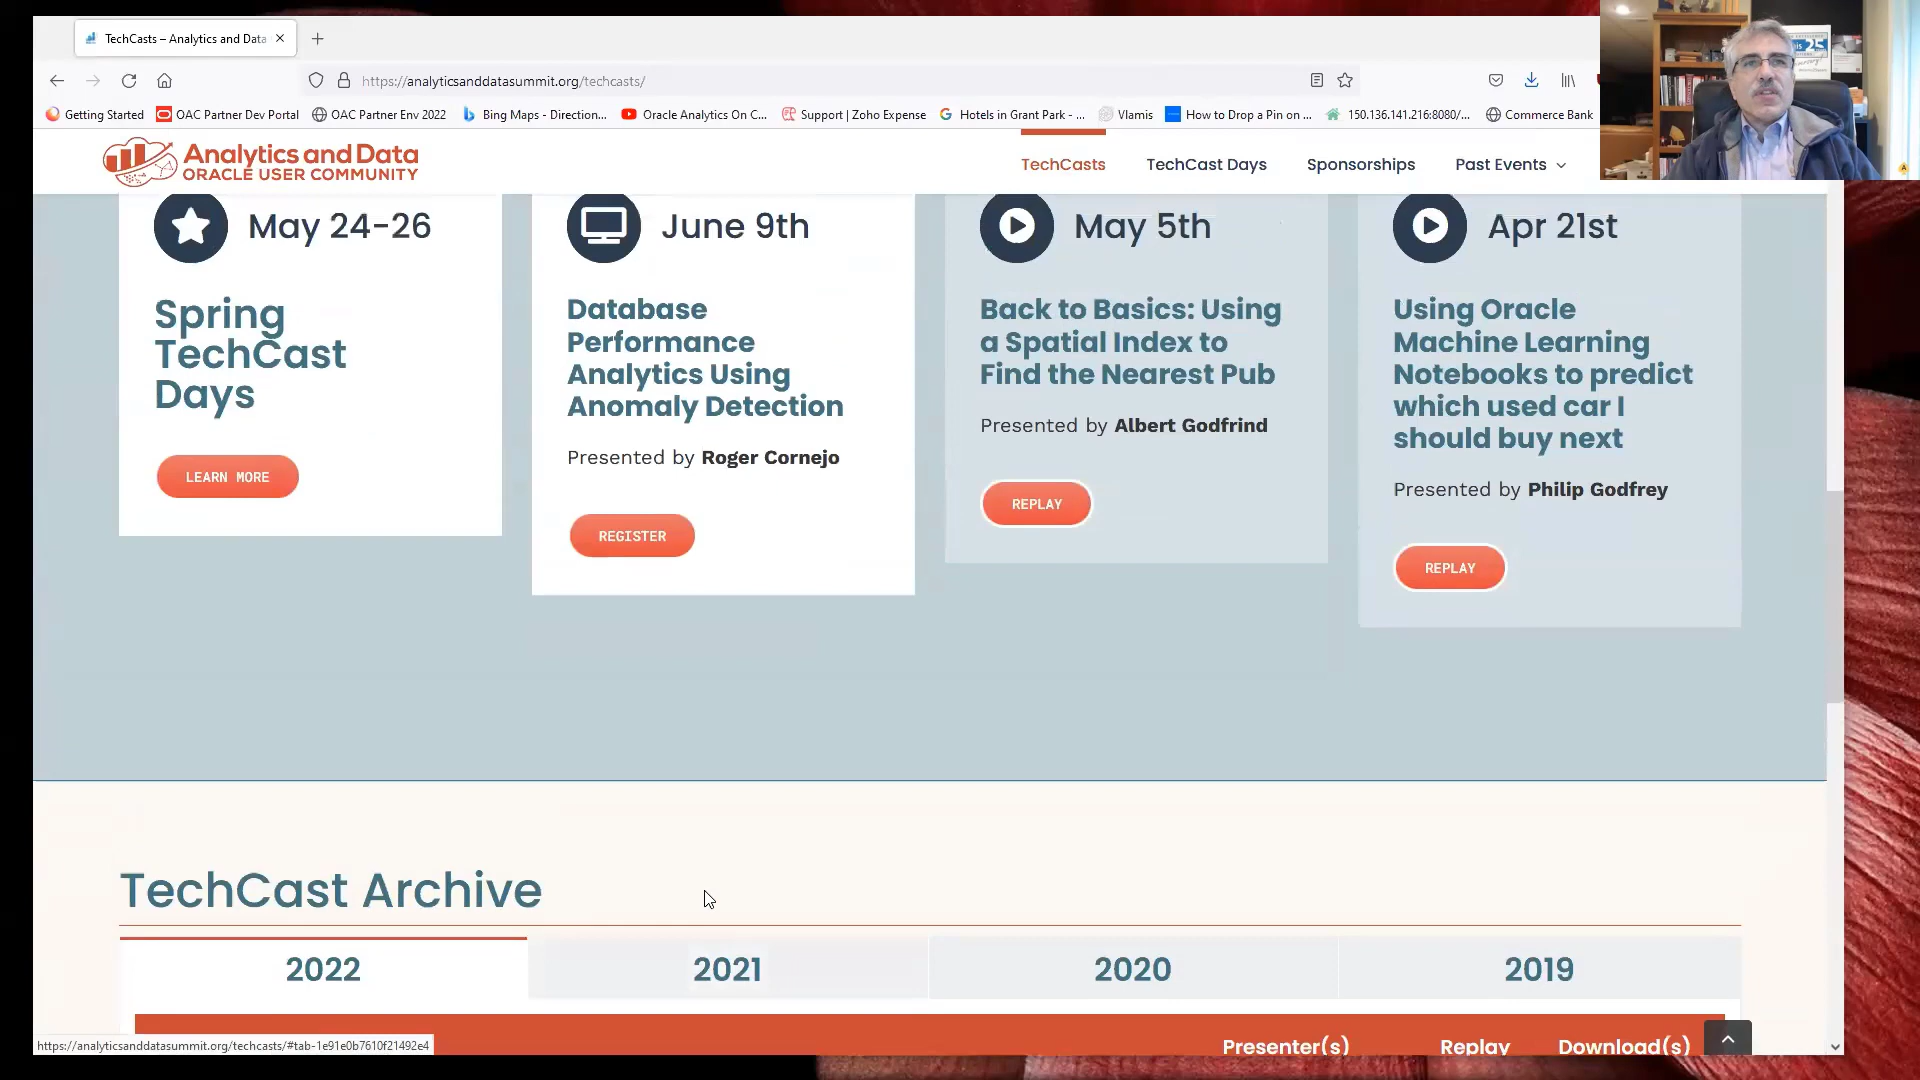 TechCasts – Analytics and Data
https://analyticsanddatasummit.org/techcasts/
Getting Started
OAC Partner Dev Portal
OAC Partner Env 2022
Bing Maps - Direction...
Oracle Analytics On C...
Support | Zoho Expense
Hotels in Grant Park - ...
Vlamis
How to Drop a Pin on ...
150.136.141.216:8080/...
Commerce Bank
Analytics and Data
ORACLE USER COMMUNITY
TechCasts
TechCast Days
Sponsorships
Past Events
May 24-26
Spring
TechCast
Days
LEARN MORE
June 9th
Database
Performance
Analytics Using
Anomaly Detection
Presented by Roger Cornejo
REGISTER
May 5th
Back to Basics: Using
a Spatial Index to
Find the Nearest Pub
Presented by Albert Godfrind
REPLAY
Apr 21st
Using Oracle
Machine Learning
Notebooks to predict
which used car I
should buy next
Presented by Philip Godfrey
REPLAY
TechCast Archive
2022
2021
2020
2019
Presenter(s)
Replay
Download(s)
https://analyticsanddatasummit.org/techcasts/#tab-1e91e0b7610f21492e4
25